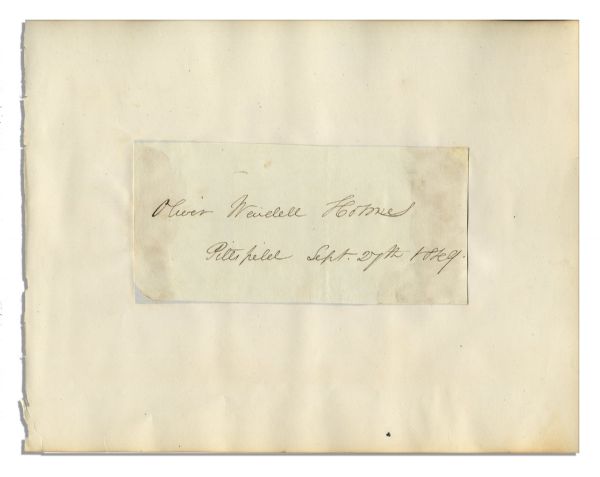 Oliver Wendell Holmes
Pittsfield Sept. 27th 1849.